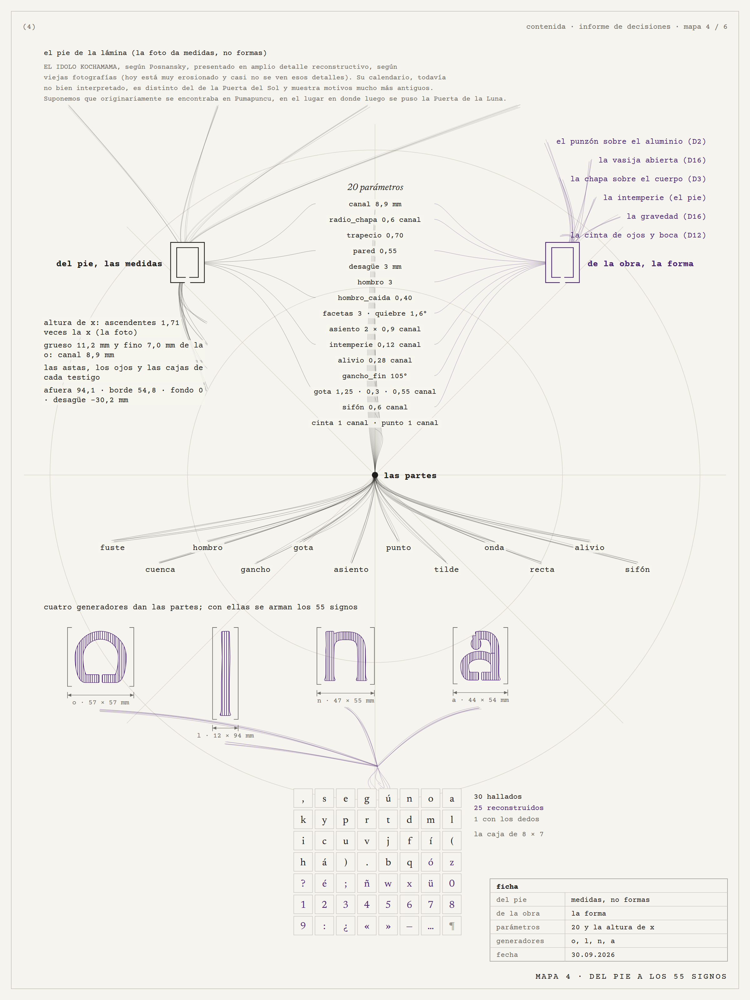 (4)
contenida · informe de decisiones · mapa 4 / 6
el pie de la lámina (la foto da medidas, no formas)
EL IDOLO KOCHAMAMA, según Posnansky, presentado en amplio detalle reconstructivo, según
viejas fotografías (hoy está muy erosionado y casi no se ven esos detalles). Su calendario, todavía
no bien interpretado, es distinto del de la Puerta del Sol y muestra motivos mucho más antiguos.
Suponemos que originariamente se encontraba en Pumapuncu, en el lugar en donde luego se puso la Puerta de la Luna.
el punzón sobre el aluminio (D2)
la vasija abierta (D16)
la chapa sobre el cuerpo (D3)
la intemperie (el pie)
la gravedad (D16)
la cinta de ojos y boca (D12)
del pie, las medidas
de la obra, la forma
20 parámetros
canal 8,9 mm
radio_chapa 0,6 canal
trapecio 0,70
pared 0,55
desagüe 3 mm
hombro 3
hombro_caida 0,40
facetas 3 · quiebre 1,6°
asiento 2 × 0,9 canal
intemperie 0,12 canal
alivio 0,28 canal
gancho_fin 105°
gota 1,25 · 0,3 · 0,55 canal
sifón 0,6 canal
cinta 1 canal · punto 1 canal
altura de x: ascendentes 1,71
veces la x (la foto)
grueso 11,2 mm y fino 7,0 mm de la
o: canal 8,9 mm
las astas, los ojos y las cajas de
cada testigo
afuera 94,1 · borde 54,8 · fondo 0
· desagüe −30,2 mm
las partes
fuste hombro gota punto onda alivio
cuenca gancho asiento tilde recta sifón
cuatro generadores dan las partes; con ellas se arman los 55 signos
o l n a
o · 57 × 57 mm
l · 12 × 94 mm
n · 47 × 55 mm
a · 44 × 54 mm
, s e g ú n o a
k y p r t d m l
i c u v j f í (
h á ) . b q ó z
? é ; ñ w x ü 0
1 2 3 4 5 6 7 8
9 : ¿ « » – … ¶
30 hallados
25 reconstruidos
1 con los dedos
la caja de 8 × 7
ficha
del pie medidas, no formas
de la obra la forma
parámetros 20 y la altura de x
generadores o, l, n, a
fecha 30.09.2026
MAPA 4 · DEL PIE A LOS 55 SIGNOS